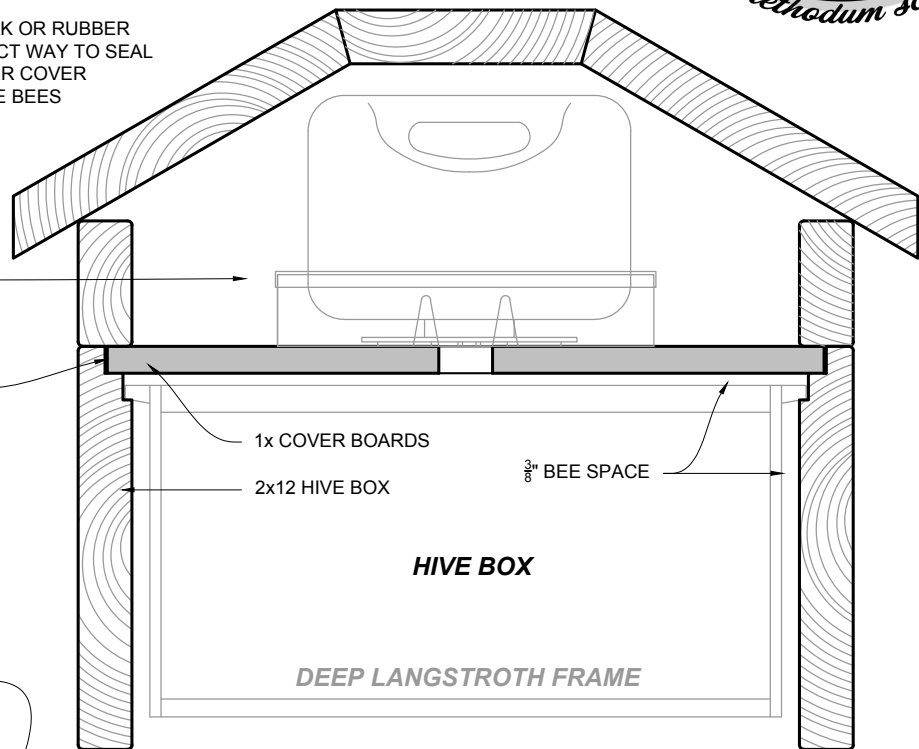 ethodum s
K OR RUBBER
CT WAY TO SEAL
R COVER
E BEES
1x COVER BOARDS
2x12 HIVE BOX
3/8" BEE SPACE
HIVE BOX
DEEP LANGSTROTH FRAME